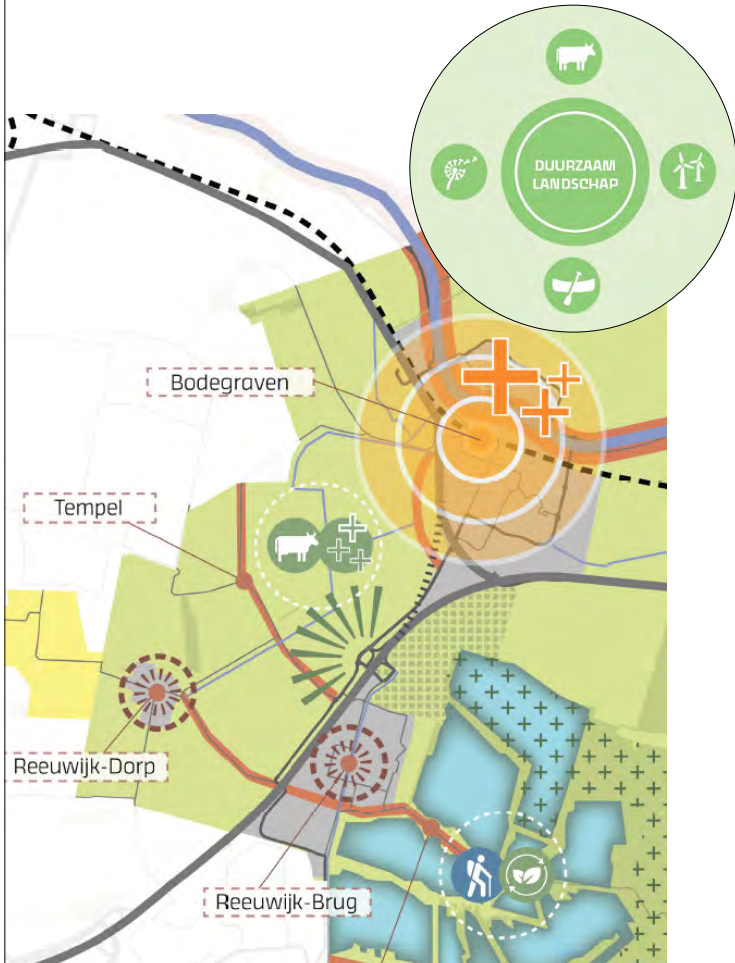 DUURZAAM
LANDSCHAP
Bodegraven
Tempel
Reeuwijk-Dorp
Reeuwijk-Brug